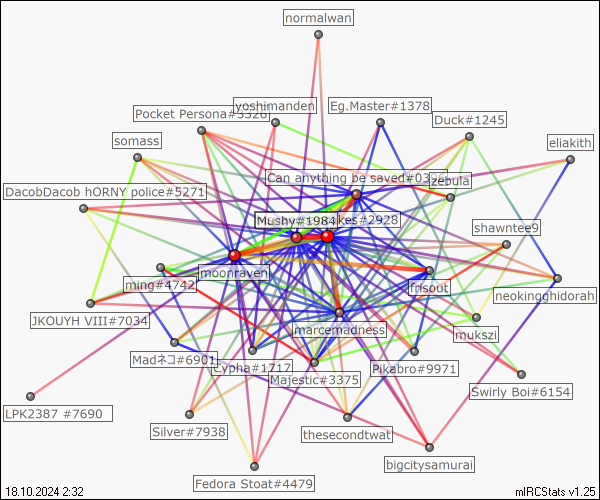 normalwan
yoshimanden
Eg.Master#1378
Pocket Persona#5326
Duck#1245
somass
eliakith
Can anything be saved#03
zebula
DacobDacob hORNY police#5271
Mushy#1984
kes#2928
shawntee9
moonraven
ming#4742
frisout
neokingghidorah
JKOUYH VIII#7034
marcemadness
mukszi
Madネコ#6901
Cypha#1717
Majestic#3375
Pikabro#9971
Swirly Boi#6154
LPK2387 #7690
Silver#7938
thesecondtwat
bigcitysamurai
Fedora Stoat#4479
18.10.2024 2:32
mIRCStats v1.25